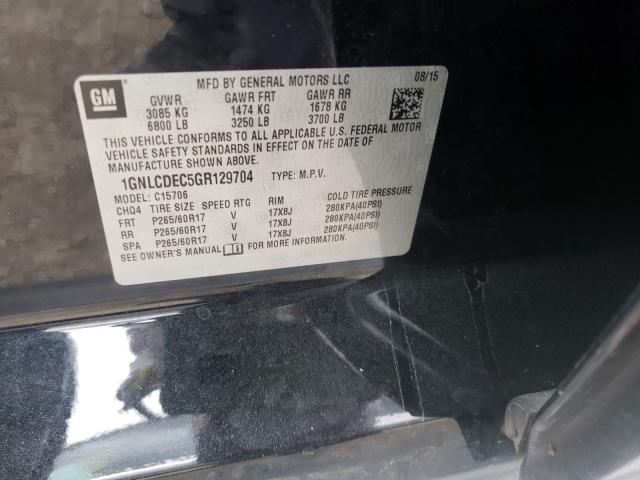 GM
MFD BY GENERAL MOTORS LLC 08/15
GVWR GAWR FRT GAWR RR
3085 KG 1474 KG 1678 KG
6800 LB 3250 LB 3700 LB
THIS VEHICLE CONFORMS TO ALL APPLICABLE U.S. FEDERAL MOTOR
VEHICLE SAFETY STANDARDS IN EFFECT ON THE DATE OF
MANUFACTURE SHOWN ABOVE.
1GNLCDEC5GR129704 TYPE: M.P.V.
MODEL: C15706
CHQ4 TIRE SIZE SPEED RTG RIM COLD TIRE PRESSURE
FRT P265/60R17 V 17X8J 280KPA(40PSI)
RR P265/60R17 V 17X8J 280KPA(40PSI)
SPA P265/60R17 V 17X8J 280KPA(40PSI)
SEE OWNER'S MANUAL FOR MORE INFORMATION.